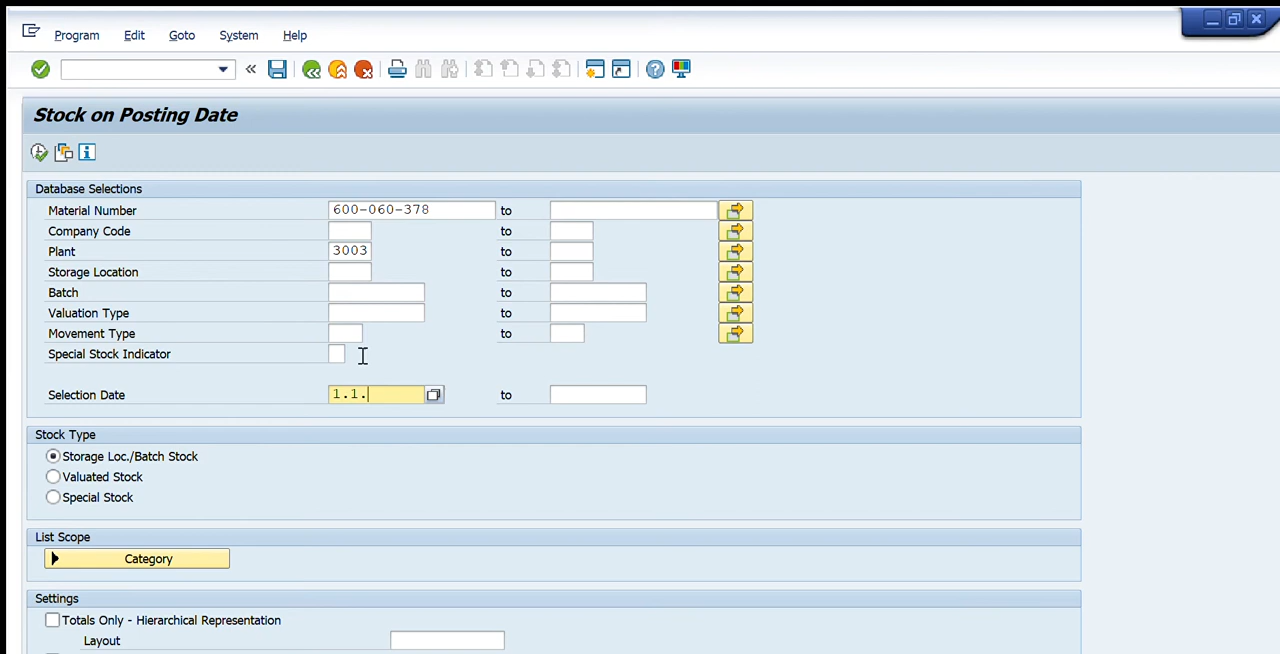 Program Edit Goto System Help
Stock on Posting Date
Database Selections
Material Number 600-060-378 to
Company Code to
Plant 3003 to
Storage Location to
Batch to
Valuation Type to
Movement Type to
Special Stock Indicator
Selection Date 1.1. to
Stock Type
Storage Loc./Batch Stock
Valuated Stock
Special Stock
List Scope
Category
Settings
Totals Only - Hierarchical Representation
Layout